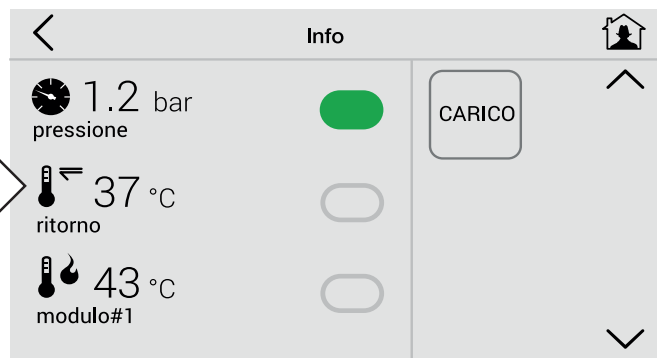 Info
1.2 bar
pressione
CARICO
37 °C
ritorno
43 °C
modulo#1